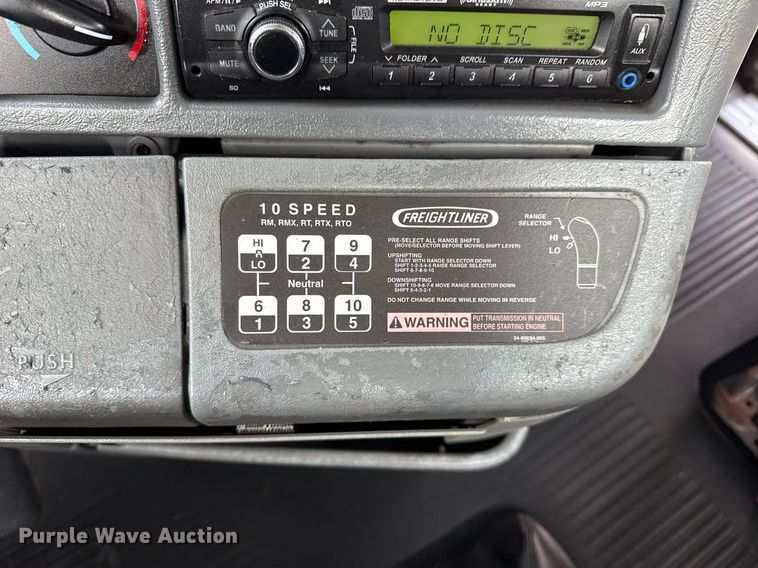 APM/TV/▶ PUSH SEL ▶▶|
BAND TUNE
FILE
MUTE SEEK
SQ |◀◀
NO DISC
MP3
AUX
FOLDER SCROLL SCAN REPEAT RANDOM
1 2 3 4 5 6
10 SPEED
RM, RMX, RT, RTX, RTO
HI R LO
7 2
9 4
Neutral
6 1
8 3
10 5
FREIGHTLINER
RANGE
SELECTOR
HI
LO
PRE-SELECT ALL RANGE SHIFTS
(MOVE SELECTOR BEFORE MOVING SHIFT LEVER)
UPSHIFTING
START WITH RANGE SELECTOR DOWN
SHIFT 1-2-3-4-5 RAISE RANGE SELECTOR
SHIFT 6-7-8-9-10
DOWNSHIFTING
SHIFT 10-9-8-7-6 MOVE RANGE SELECTOR DOWN
SHIFT 5-4-3-2-1
DO NOT CHANGE RANGE WHILE MOVING IN REVERSE
WARNING
PUT TRANSMISSION IN NEUTRAL
BEFORE STARTING ENGINE
PUSH
Purple Wave Auction